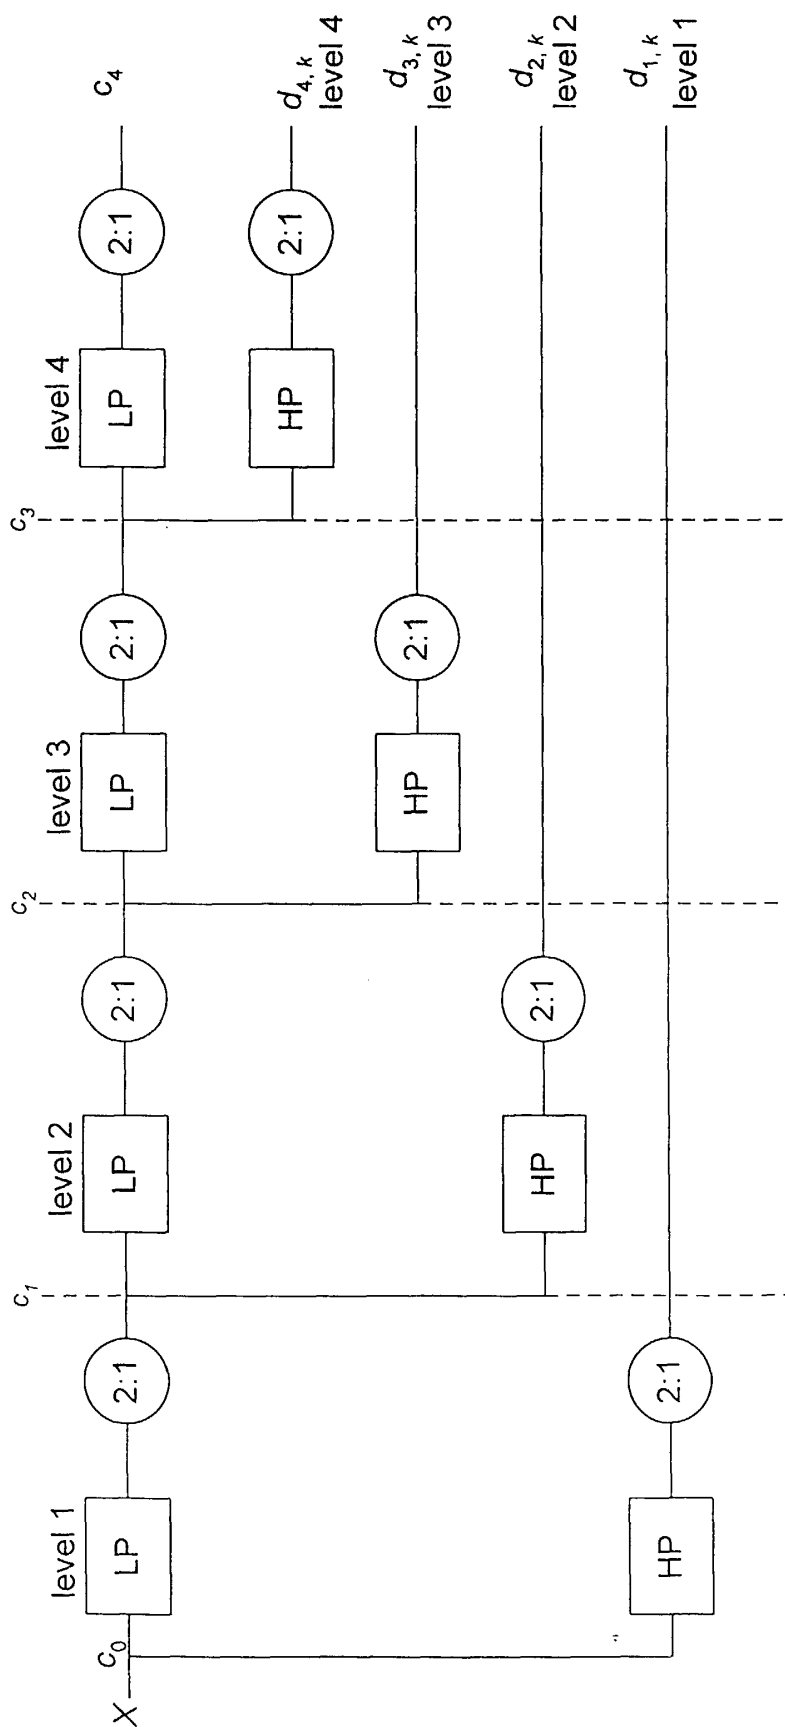 c₀
c₁
c₂
c₃
level 1
level 2
level 3
level 4
X
LP
2:1
LP
2:1
LP
2:1
LP
2:1
c₄
HP
2:1
d₄, ₖ
level 4
HP
2:1
d₃, ₖ
level 3
HP
2:1
d₂, ₖ
level 2
HP
2:1
d₁, ₖ
level 1